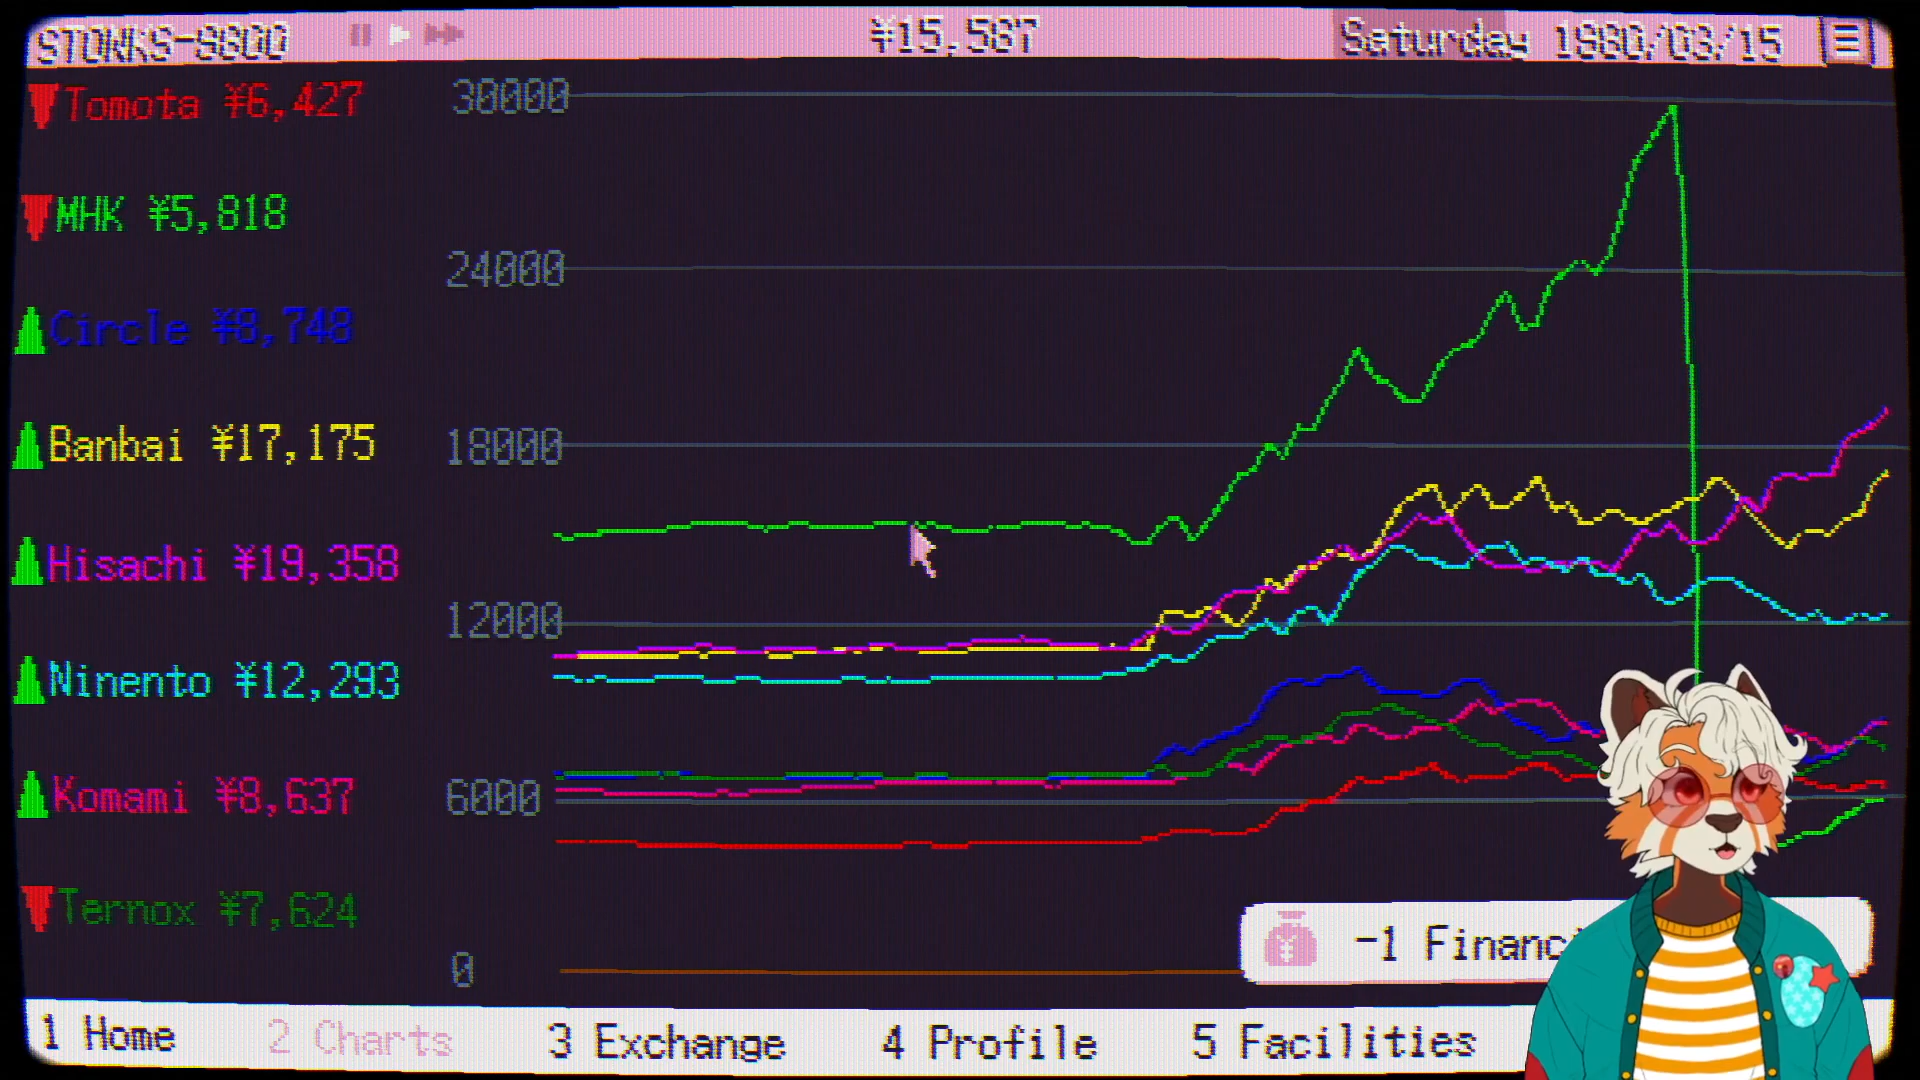 STONKS-9800
¥15,567
Saturday 1980/03/15
Tomota ¥6,427
MHK ¥5,818
Circle ¥8,748
Banbai ¥17,175
Hisachi ¥19,358
Ninento ¥12,293
Komami ¥8,637
Ternox ¥7,624
30000
24000
18000
12000
6000
0
-1 Financ
1 Home
2 Charts
3 Exchange
4 Profile
5 Facilities